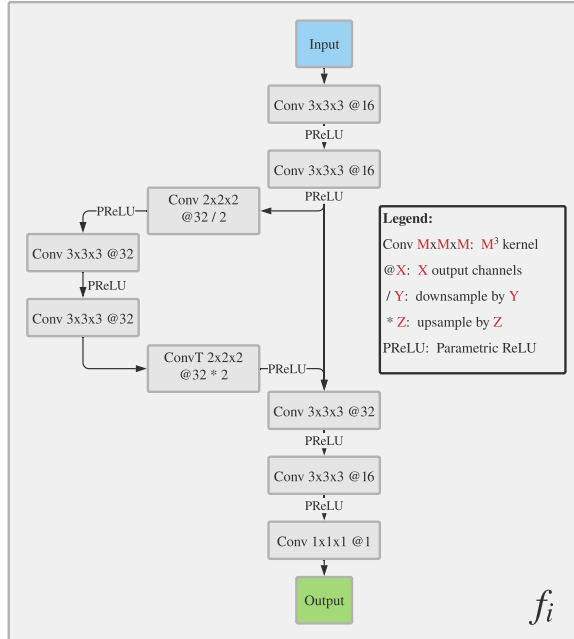 Input
Conv 3x3x3 @16
PReLU
Conv 3x3x3 @16
PReLU
Conv 2x2x2
@32 / 2
PReLU
Conv 3x3x3 @32
PReLU
Conv 3x3x3 @32
ConvT 2x2x2
@32 * 2
PReLU
Conv 3x3x3 @32
PReLU
Conv 3x3x3 @16
PReLU
Conv 1x1x1 @1
Output
Legend:
Conv MxMxM: M³ kernel
@X: X output channels
/ Y: downsample by Y
* Z: upsample by Z
PReLU: Parametric ReLU
fᵢ